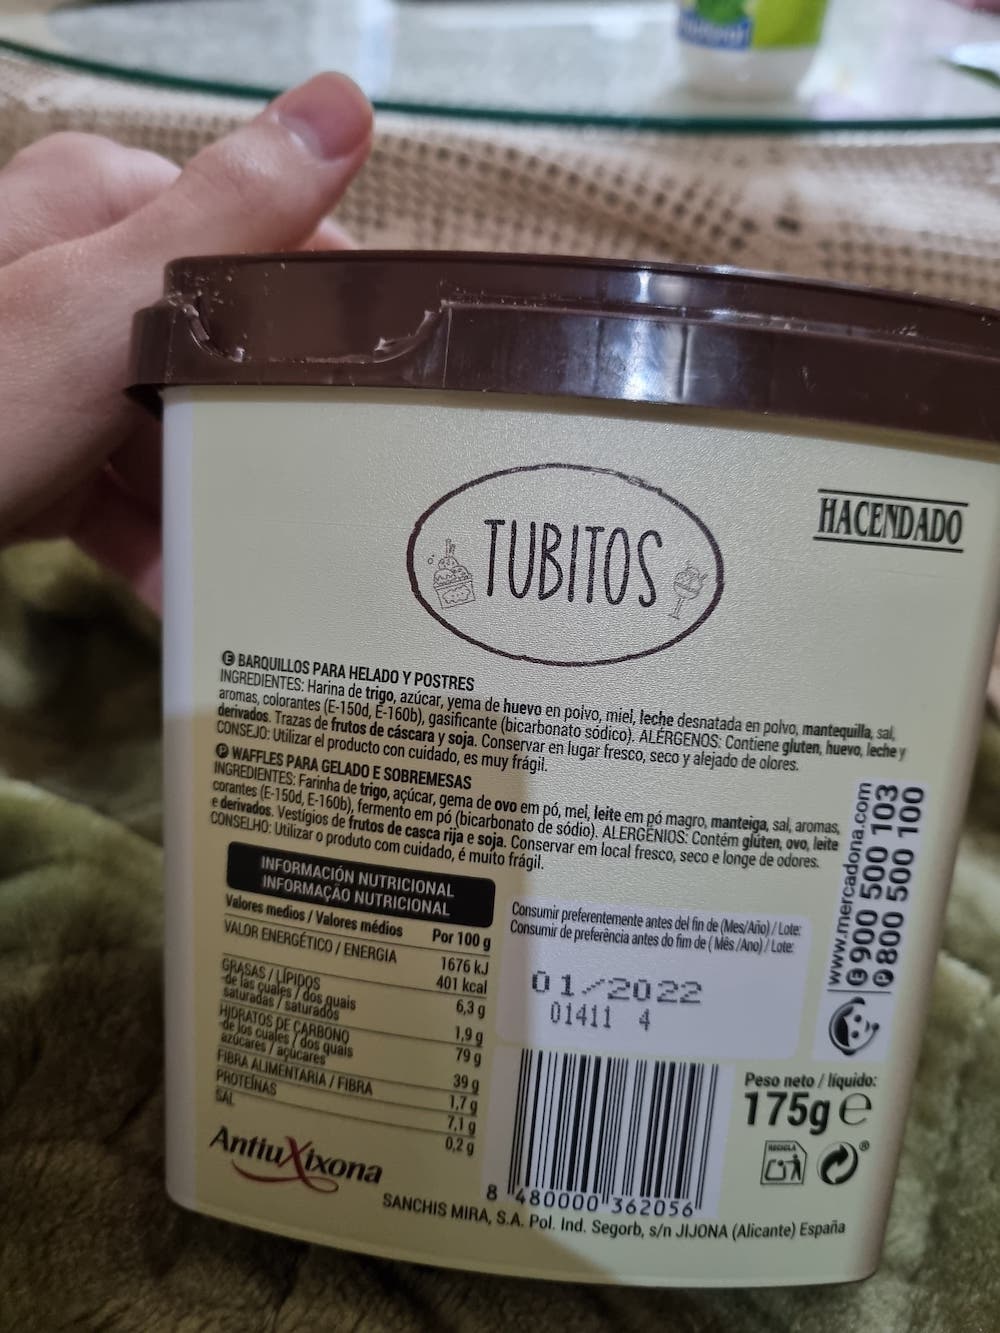 HACENDADO
TUBITOS
E BARQUILLOS PARA HELADO Y POSTRES
INGREDIENTES: Harina de trigo, azúcar, yema de huevo en polvo, miel, leche desnatada en polvo, mantequilla, sal,
aromas, colorantes (E-150d, E-160b), gasificante (bicarbonato sódico). ALÉRGENOS: Contiene gluten, huevo, leche y
derivados. Trazas de frutos de cáscara y soja. Conservar en lugar fresco, seco y alejado de olores.
CONSEJO: Utilizar el producto con cuidado, es muy frágil.
P WAFFLES PARA GELADO E SOBREMESAS
INGREDIENTES: Farinha de trigo, açúcar, gema de ovo em pó, mel, leite em pó magro, manteiga, sal, aromas,
corantes (E-150d, E-160b), fermento em pó (bicarbonato de sódio). ALERGÉNIOS: Contém glúten, ovo, leite
e derivados. Vestígios de frutos de casca rija e soja. Conservar em local fresco, seco e longe de odores.
CONSELHO: Utilizar o produto com cuidado, é muito frágil.
INFORMACIÓN NUTRICIONAL
INFORMAÇÃO NUTRICIONAL
Valores medios / Valores médios Por 100 g
VALOR ENERGÉTICO / ENERGIA 1676 kJ
401 kcal
GRASAS / LÍPIDOS 6,3 g
de las cuales / dos quais
saturadas / saturados 1,9 g
HIDRATOS DE CARBONO 79 g
de los cuales / dos quais
azúcares / açúcares 39 g
FIBRA ALIMENTARIA / FIBRA 1,7 g
PROTEÍNAS 7,1 g
SAL 0,2 g
Consumir preferentemente antes del fin de (Mes/Año) / Lote:
Consumir de preferência antes do fim de ( Mês /Ano) / Lote:
01/2022
01411 4
www.mercadona.com
E 900 500 103
P 800 500 100
Peso neto / líquido:
175g e
RECICLA
8 480000 362056
AntiuXixona
SANCHIS MIRA, S.A. Pol. Ind. Segorb, s/n JIJONA (Alicante) España